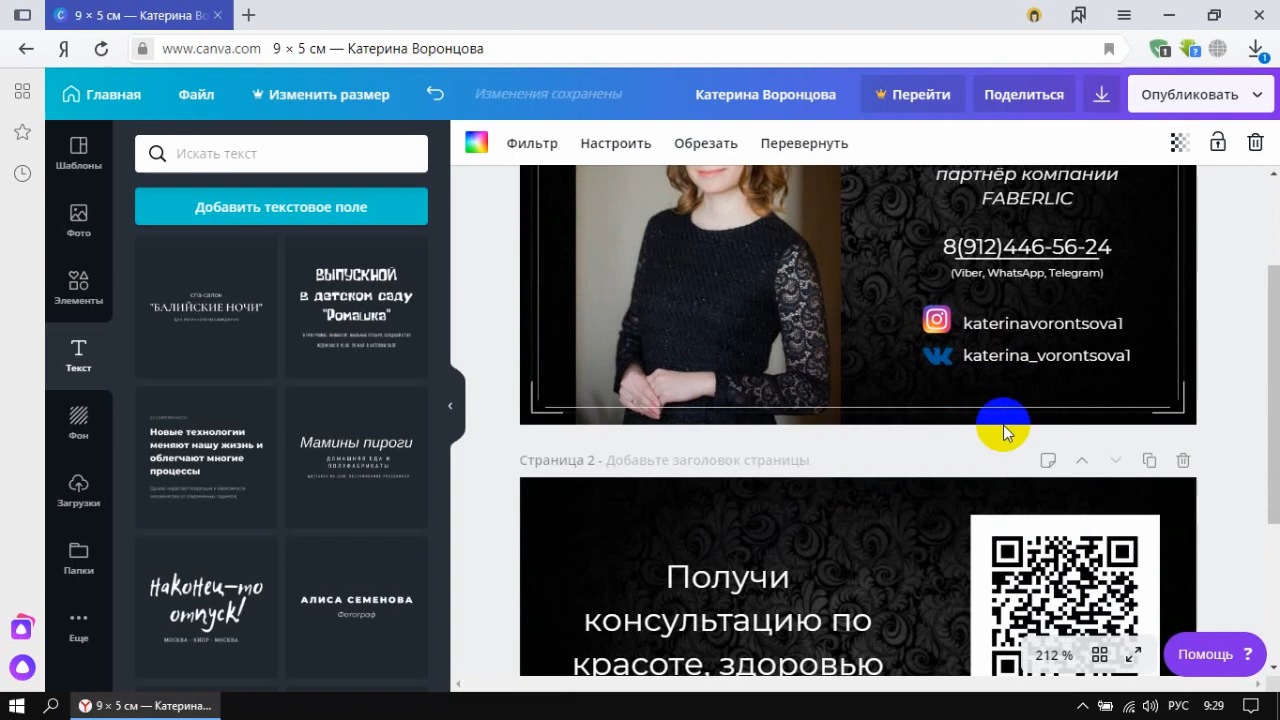 9 × 5 см — Катерина Во
www.canva.com 9 × 5 см — Катерина Воронцова
1
?
1
Главная
Файл
Изменить размер
Изменения сохранены
Катерина Воронцова
Перейти
Поделиться
Опубликовать
Шаблоны
Фото
Элементы
Текст
Фон
Загрузки
Папки
Еще
Искать текст
Добавить текстовое поле
спа-салон
"БАЛИЙСКИЕ НОЧИ"
ВЫПУСКНОЙ
в детском саду
"Ромашка"
Новые технологии
меняют нашу жизнь и
облегчают многие
процессы
Мамины пироги
ДОМАШНЯЯ ЕДА И
ПОЛУФАБРИКАТЫ
Наконец-то
отпуск!
МОСКВА · КИПР · МОСКВА
АЛИСА СЕМЕНОВА
Фотограф
Фильтр
Настроить
Обрезать
Перевернуть
партнёр компании
FABERLIC
8(912)446-56-24
(Viber, WhatsApp, Telegram)
katerinavorontsova1
katerina_vorontsova1
Страница 2 - Добавьте заголовок страницы
Получи
консультацию по
красоте, здоровью
212 %
Помощь ?
9 × 5 см — Катерина...
РУС
9:29